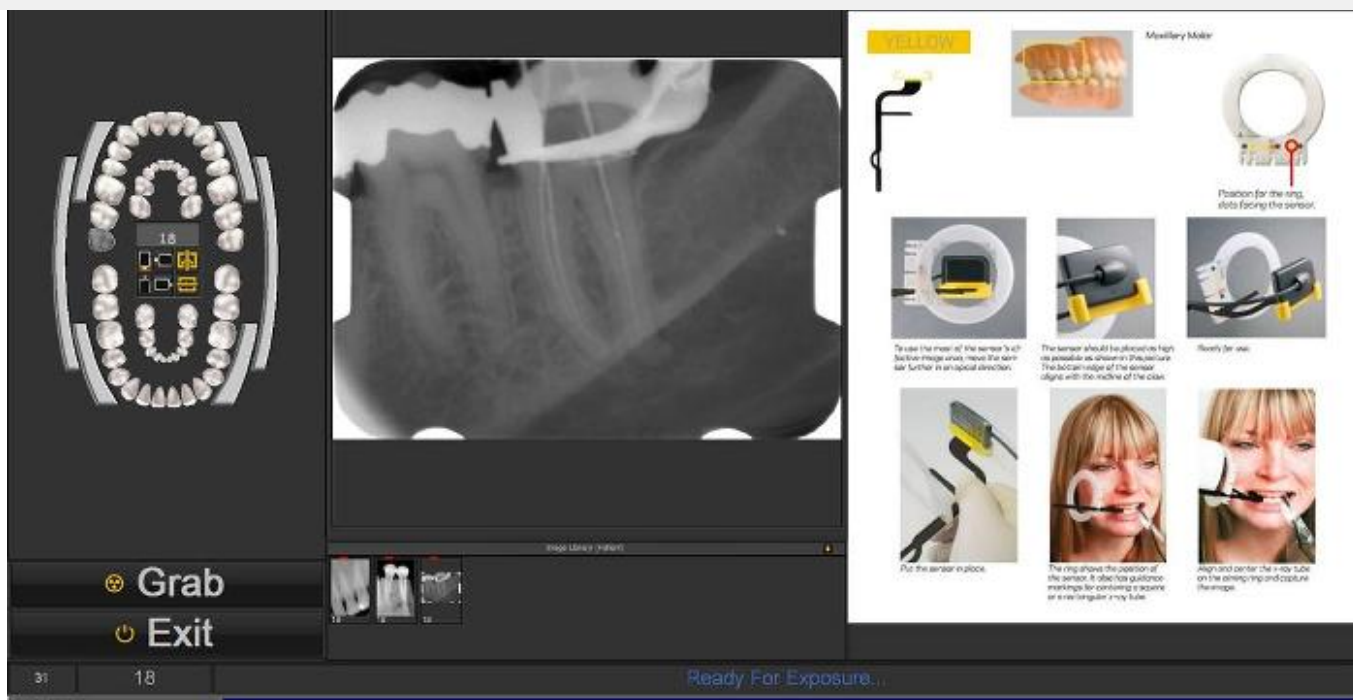 YELLOW
Maxillary Molar
Position for the ring,
dots facing the sensor.
18
To use the most of the sensor's ef-
fective image area, move the sen-
sor further in an apical direction.
The sensor should be placed as high
as possible as shown in this picture.
The bottom edge of the sensor
aligns with the midline of the claw.
Ready for use.
Put the sensor in place.
The ring shows the position of
the sensor. It also has guidance
markings for centering a square
or a rectangular x-ray tube.
Align and center the x-ray tube
on the aiming ring and capture
the image.
Image Library (Patient)
Grab
Exit
31
18
Ready For Exposure...